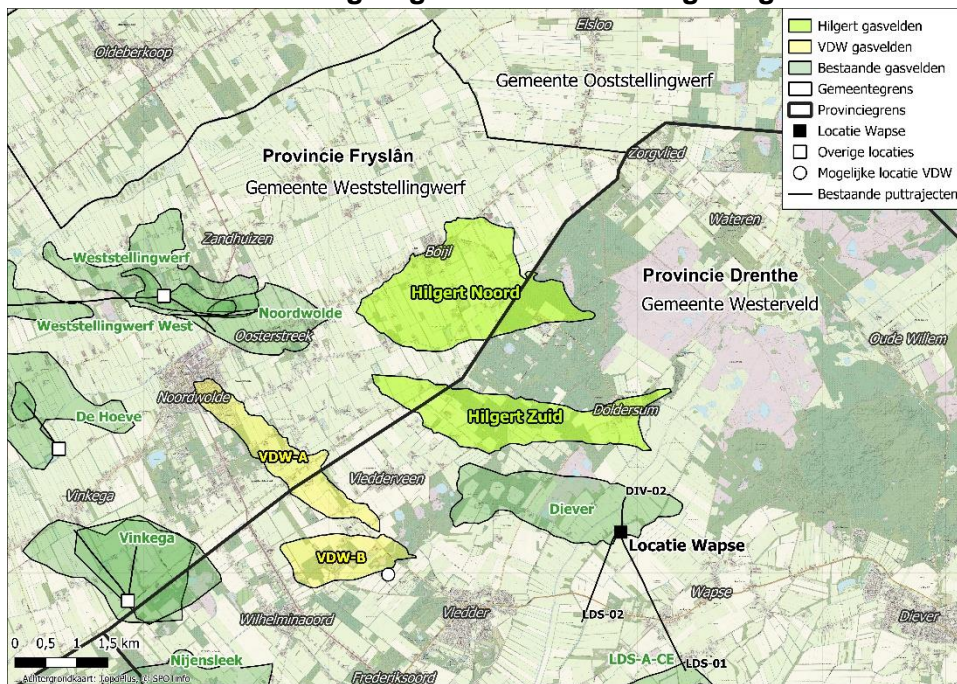 Elsloo
Oldeberkoop
Gemeente Ooststellingwerf
Hilgert gasvelden
VDW gasvelden
Bestaande gasvelden
Gemeentegrens
Provinciegrens
Locatie Wapse
Overige locaties
Mogelijke locatie VDW
Bestaande puttrajecten
Provincie Fryslân
Gemeente Weststellingwerf
Zorgvlied
Wateren
Zandhuizen
Boijl
Weststellingwerf
Provincie Drenthe
Gemeente Westerveld
Hilgert Noord
Weststellingwerf West
Noordwolde
Oosterstreek
Oude Willem
Noordwolde
De Hoeve
Hilgert Zuid
Doldersum
VDW-A
Vledderveen
Vinkega
DIV-02
Diever
Vinkega
Locatie Wapse
VDW-B
Wapse
LDS-02
Vledder
Wilhelminaoord
Diever
0 0,5 1 1,5 km
Nijensleek
LDS-A-CE
LDS-01
Frederiksoord
Achtergrondkaart: TopoPlus, © SPOTinfo